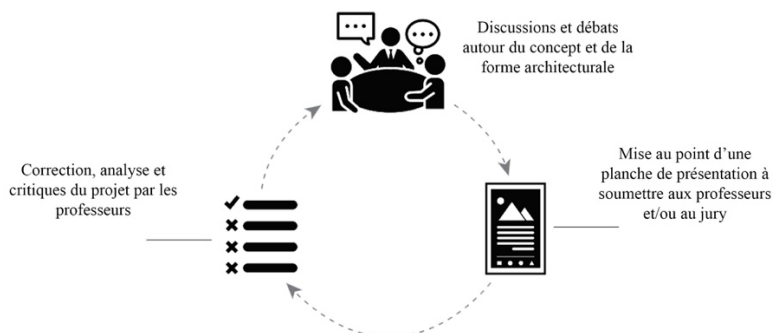 Discussions et débats
autour du concept et de la
forme architecturale
Mise au point d'une
planche de présentation à
soumettre aux professeurs
et/ou au jury
Correction, analyse et
critiques du projet par les
professeurs